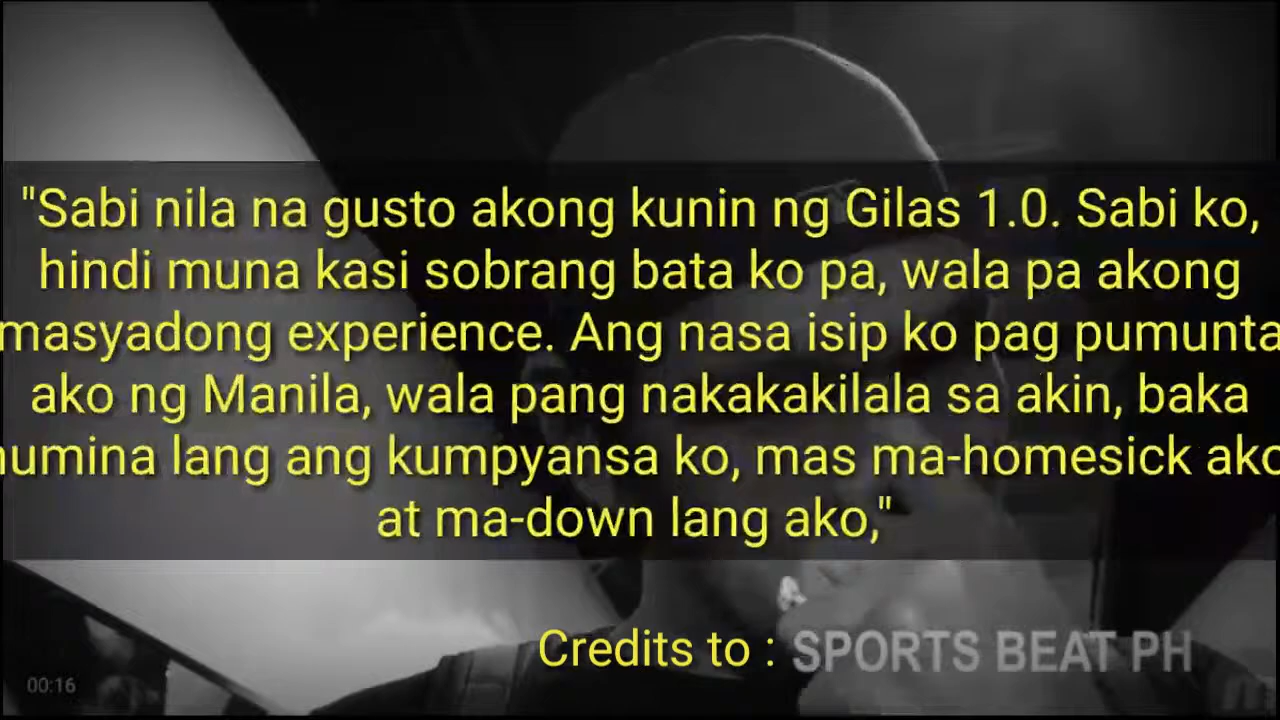 "Sabi nila na gusto akong kunin ng Gilas 1.0. Sabi ko,
hindi muna kasi sobrang bata ko pa, wala pa akong
masyadong experience. Ang nasa isip ko pag pumunta
ako ng Manila, wala pang nakakakilala sa akin, baka
humina lang ang kumpyansa ko, mas ma-homesick ako
at ma-down lang ako,"
Credits to : SPORTS BEAT PH
00:16